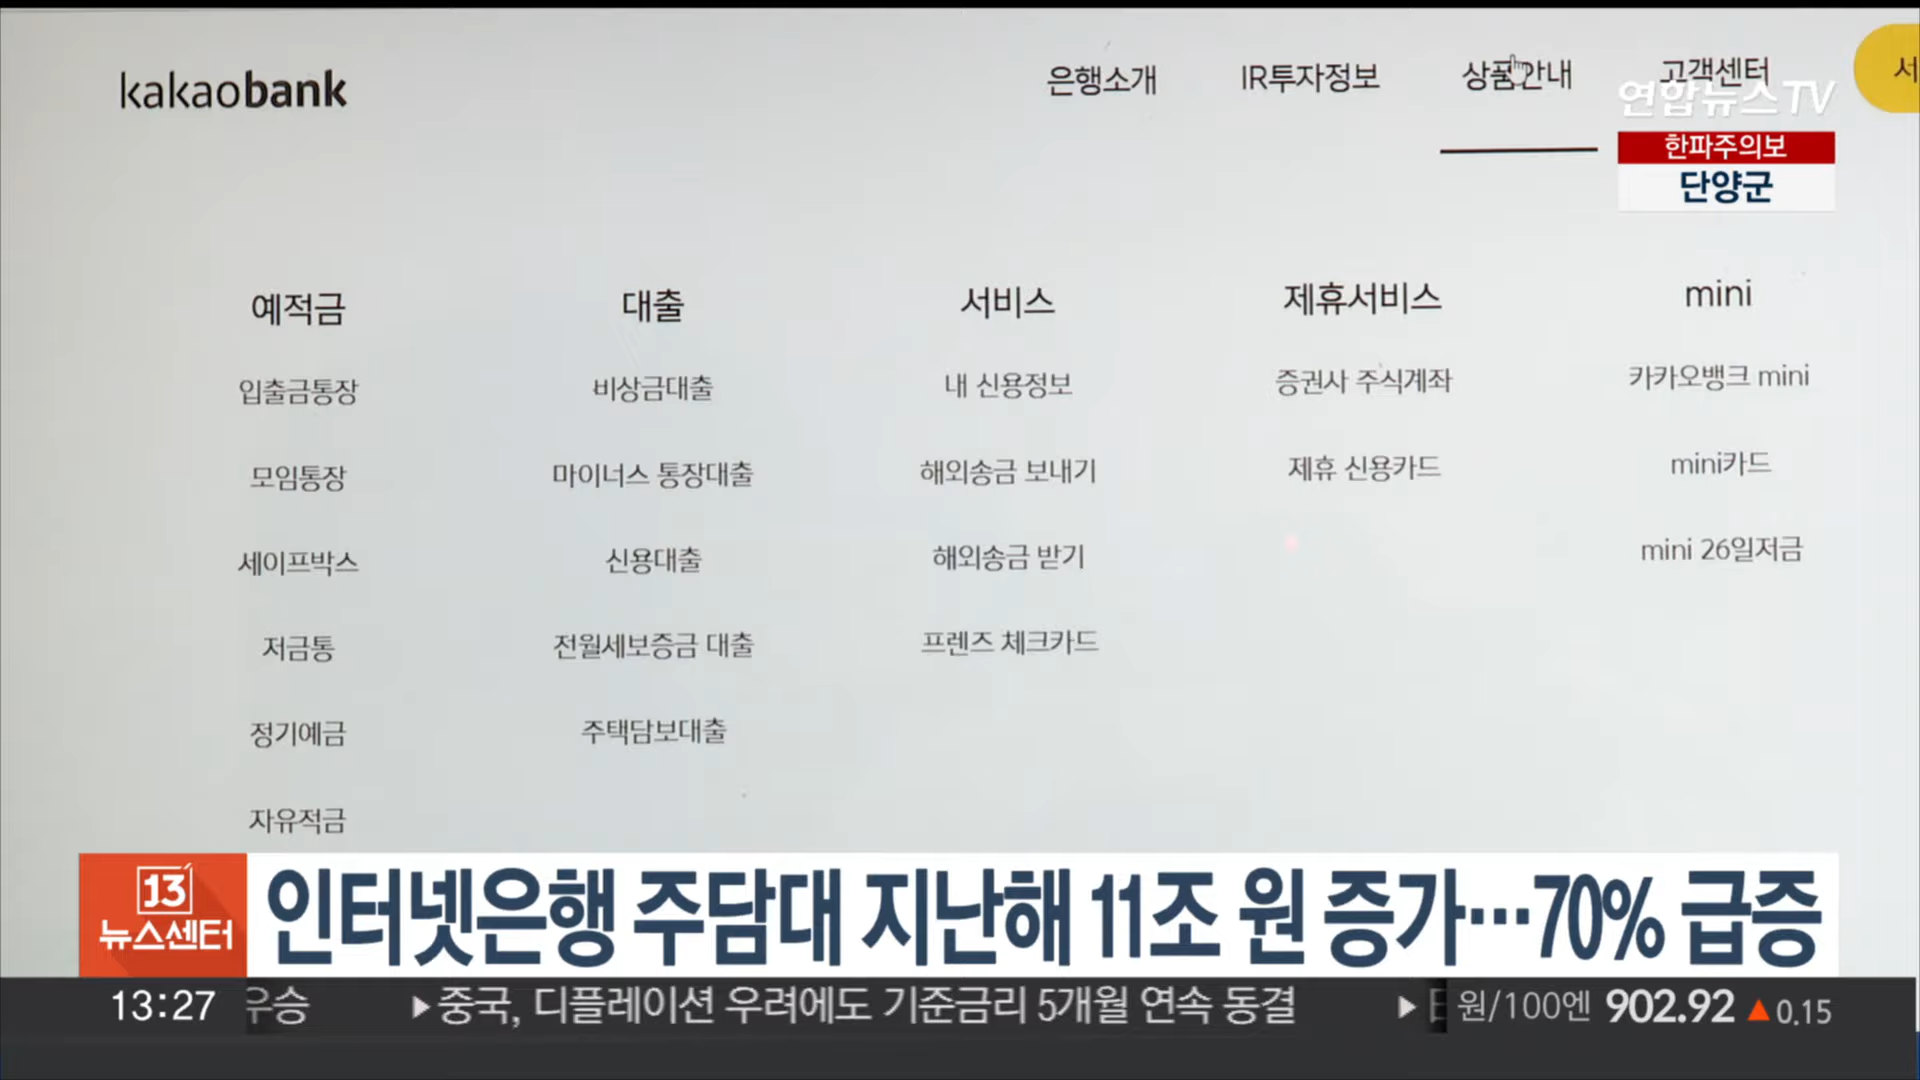 kakaobank
은행소개 IR투자정보 상품안내 고객센터 서
연합뉴스TV
한파주의보
단양군
예적금 대출 서비스 제휴서비스 mini
입출금통장 비상금대출 내 신용정보 증권사 주식계좌 카카오뱅크 mini
모임통장 마이너스 통장대출 해외송금 보내기 제휴 신용카드 mini카드
세이프박스 신용대출 해외송금 받기 mini 26일저금
저금통 전월세보증금 대출 프렌즈 체크카드
정기예금 주택담보대출
자유적금
13
뉴스센터
인터넷은행 주담대 지난해 11조 원 증가…70% 급증
13:27 우승 ▶중국, 디플레이션 우려에도 기준금리 5개월 연속 동결 ▶ 원/100엔 902.92 ▲0.15